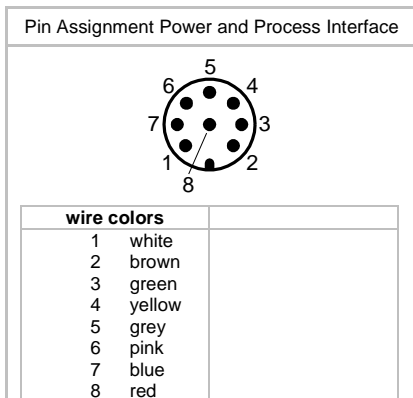 Pin Assignment Power and Process Interface
5
6 4
7 3
1 2
8
wire colors
1 white
2 brown
3 green
4 yellow
5 grey
6 pink
7 blue
8 red